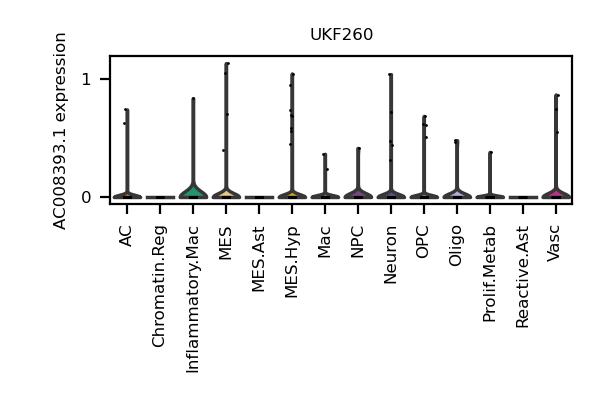 UKF260
AC008393.1 expression
1
0
AC
Chromatin.Reg
Inflammatory.Mac
MES
MES.Ast
MES.Hyp
Mac
NPC
Neuron
OPC
Oligo
Prolif.Metab
Reactive.Ast
Vasc